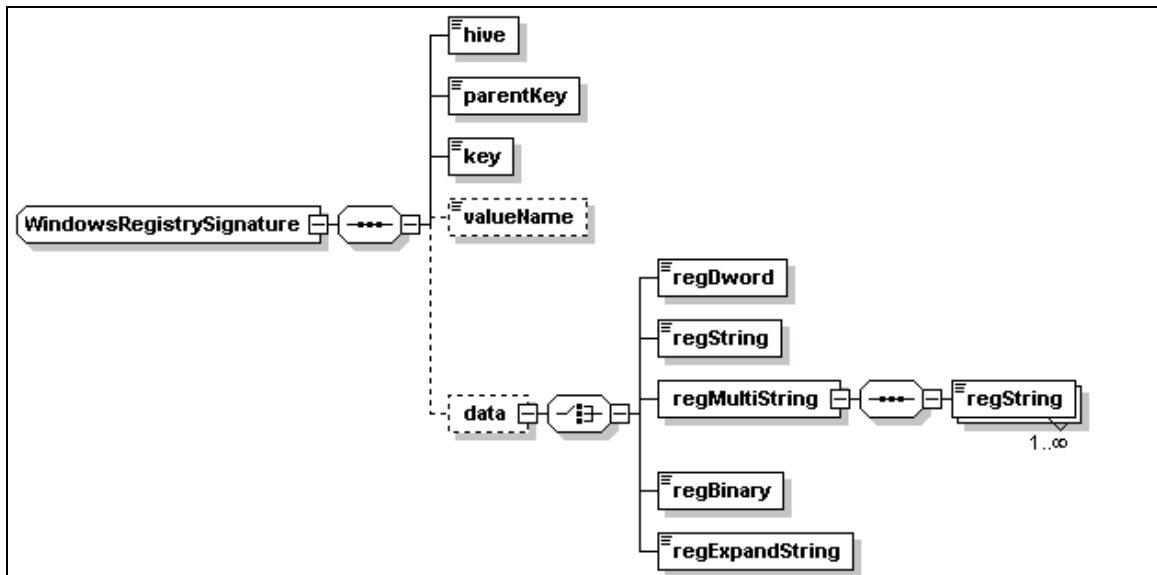 hive
parentKey
key
WindowsRegistrySignature
valueName
regDword
regString
data
regMultiString
regString
1..∞
regBinary
regExpandString